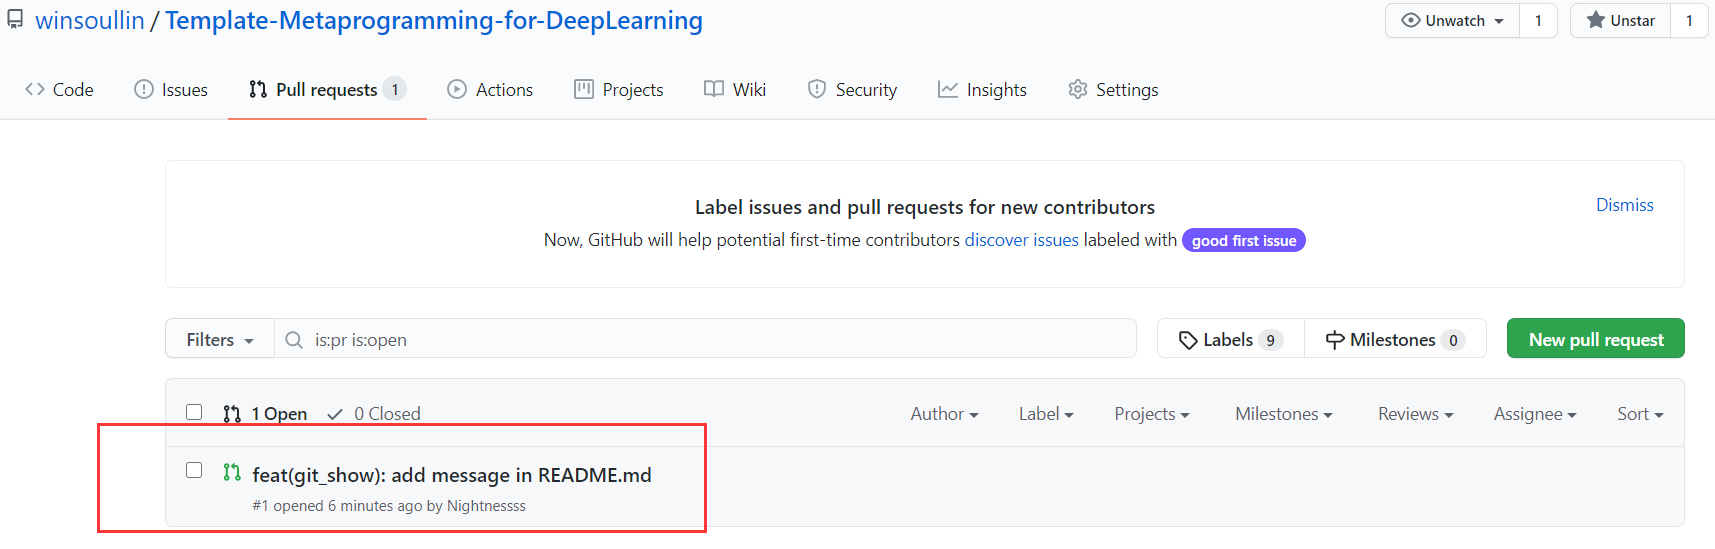 winsoullin / Template-Metaprogramming-for-DeepLearning
Unwatch 1 Unstar 1
Code Issues Pull requests 1 Actions Projects Wiki Security Insights Settings
Label issues and pull requests for new contributors
Dismiss
Now, GitHub will help potential first-time contributors discover issues labeled with good first issue
Filters is:pr is:open Labels 9 Milestones 0 New pull request
1 Open 0 Closed Author Label Projects Milestones Reviews Assignee Sort
feat(git_show): add message in README.md
#1 opened 6 minutes ago by Nightnessss